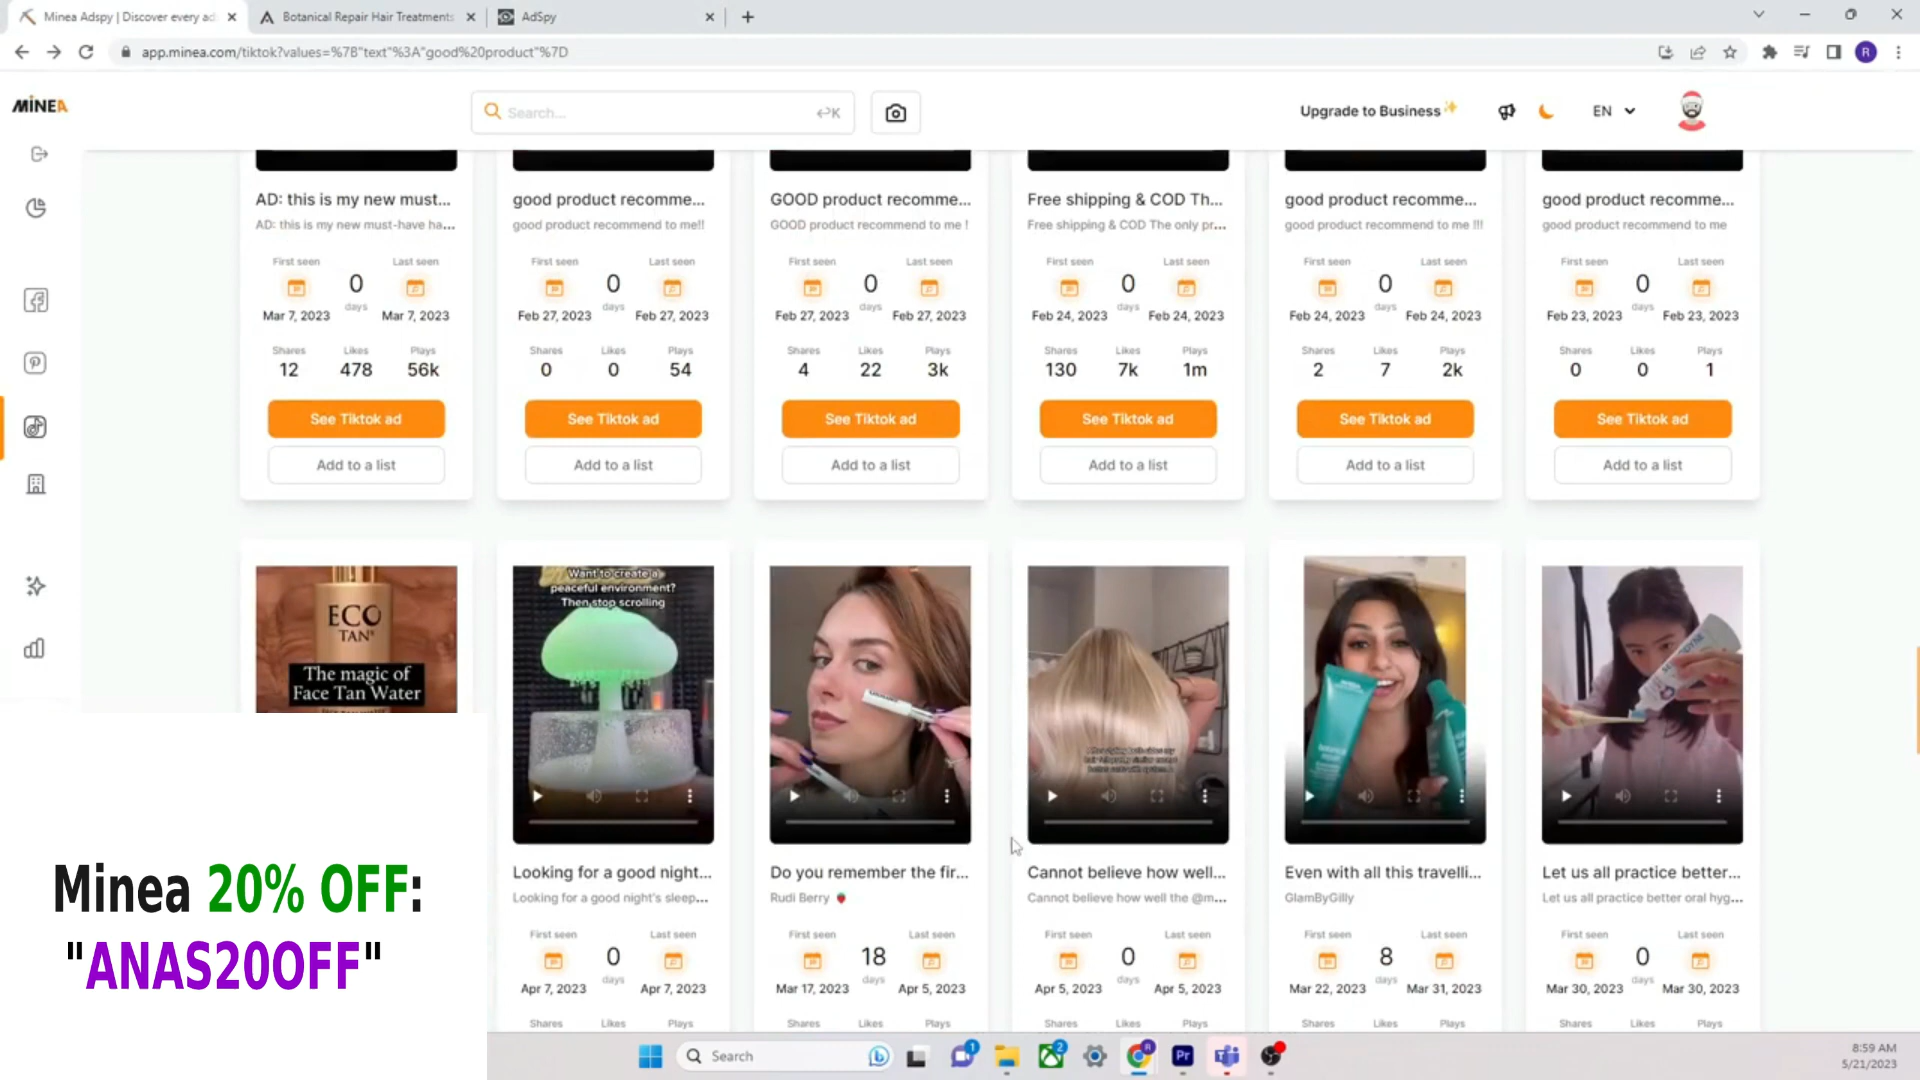 Minea Adspy | Discover every ad
Botanical Repair Hair Treatments
AdSpy
app.minea.com/tiktok?values=%7B"text"%3A"good%20product"%7D
R
MINEA
Search...
K
Upgrade to Business
EN
AD: this is my new must...
AD: this is my new must-have ha...
First seen
Last seen
0
days
Mar 7, 2023
Mar 7, 2023
Shares
Likes
Plays
12
478
56k
See Tiktok ad
Add to a list
good product recomme...
good product recommend to me!!
First seen
Last seen
0
days
Feb 27, 2023
Feb 27, 2023
Shares
Likes
Plays
0
0
54
See Tiktok ad
Add to a list
GOOD product recomme...
GOOD product recommend to me !
First seen
Last seen
0
days
Feb 27, 2023
Feb 27, 2023
Shares
Likes
Plays
4
22
3k
See Tiktok ad
Add to a list
Free shipping & COD Th...
Free shipping & COD The only pr...
First seen
Last seen
0
days
Feb 24, 2023
Feb 24, 2023
Shares
Likes
Plays
130
7k
1m
See Tiktok ad
Add to a list
good product recomme...
good product recommend to me !!!
First seen
Last seen
0
days
Feb 24, 2023
Feb 24, 2023
Shares
Likes
Plays
2
7
2k
See Tiktok ad
Add to a list
good product recomme...
good product recommend to me
First seen
Last seen
0
days
Feb 23, 2023
Feb 23, 2023
Shares
Likes
Plays
0
0
1
See Tiktok ad
Add to a list
ECO
TAN
The magic of
Face Tan Water
Want to create a
peaceful environment?
Then stop scrolling
Looking for a good night...
Looking for a good night's sleep...
First seen
Last seen
0
days
Apr 7, 2023
Apr 7, 2023
Shares
Likes
Plays
Do you remember the fir...
Rudi Berry
First seen
Last seen
18
days
Mar 17, 2023
Apr 5, 2023
Shares
Likes
Plays
Cannot believe how well...
Cannot believe how well the @m...
First seen
Last seen
0
days
Apr 5, 2023
Apr 5, 2023
Shares
Likes
Plays
Even with all this travelli...
GlamByGilly
First seen
Last seen
8
days
Mar 22, 2023
Mar 31, 2023
Shares
Likes
Plays
Let us all practice better...
Let us all practice better oral hyg...
First seen
Last seen
0
days
Mar 30, 2023
Mar 30, 2023
Shares
Likes
Plays
Minea 20% OFF:
"ANAS20OFF"
Search
1
2
R
Pr
8:59 AM
5/21/2023